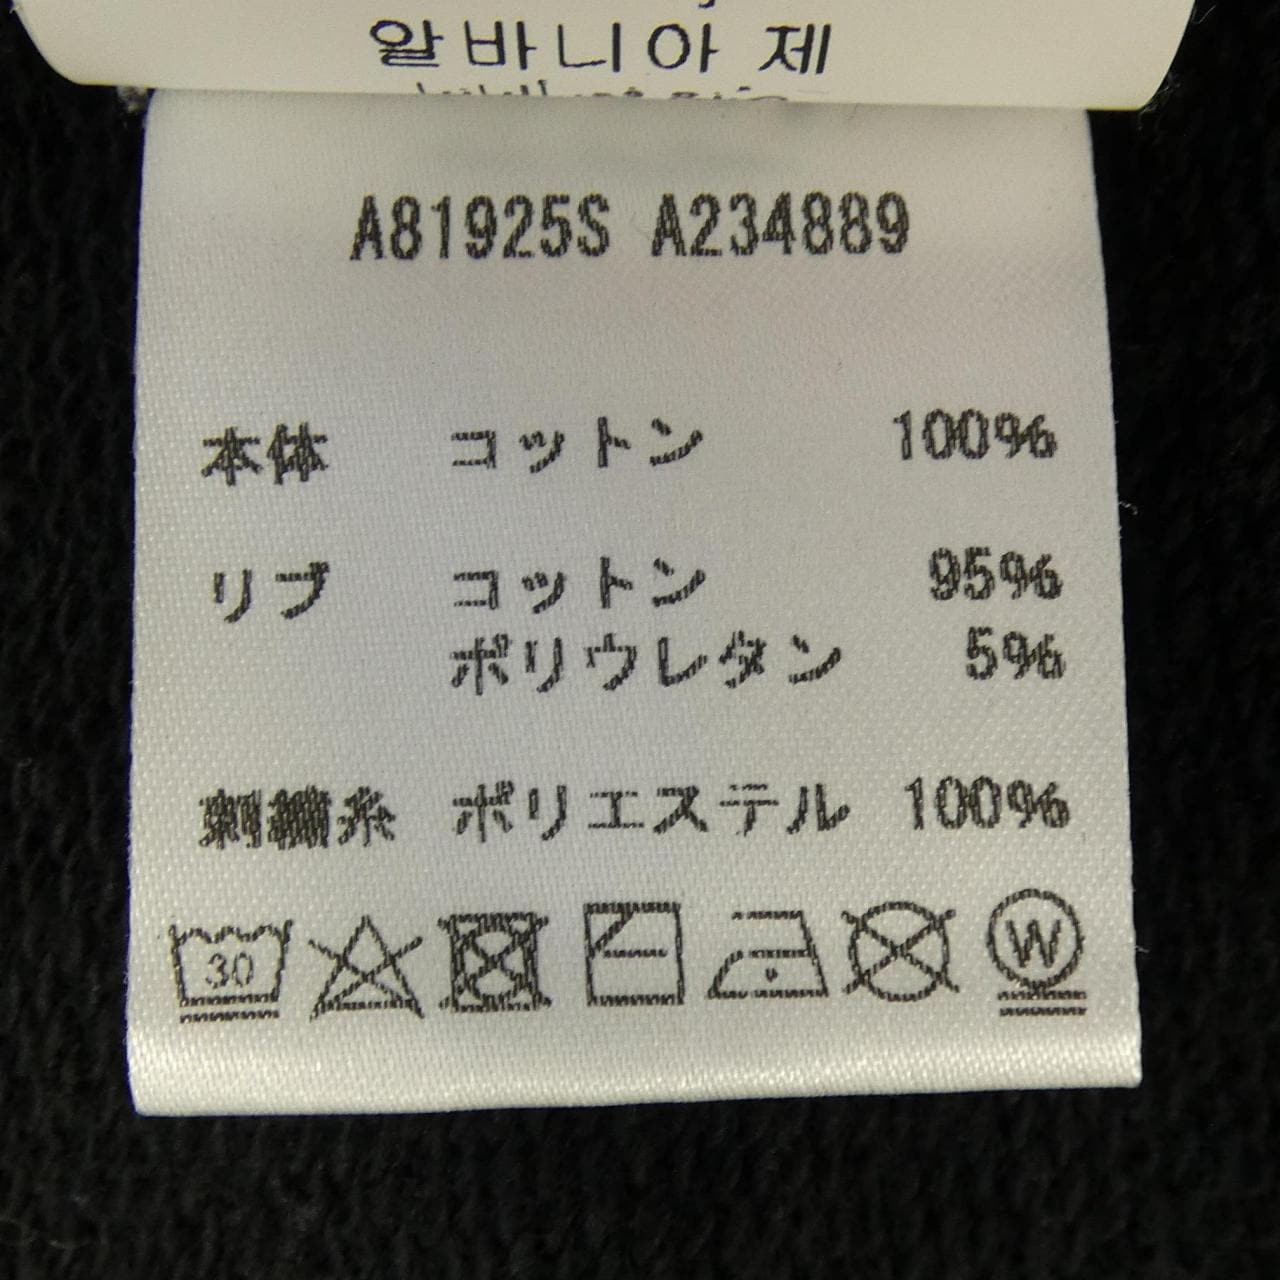 알바니아 제
A81925S A234889
本体 コットン 100%
リブ コットン 95%
ポリウレタン 5%
刺繍糸 ポリエステル 100%
30
W